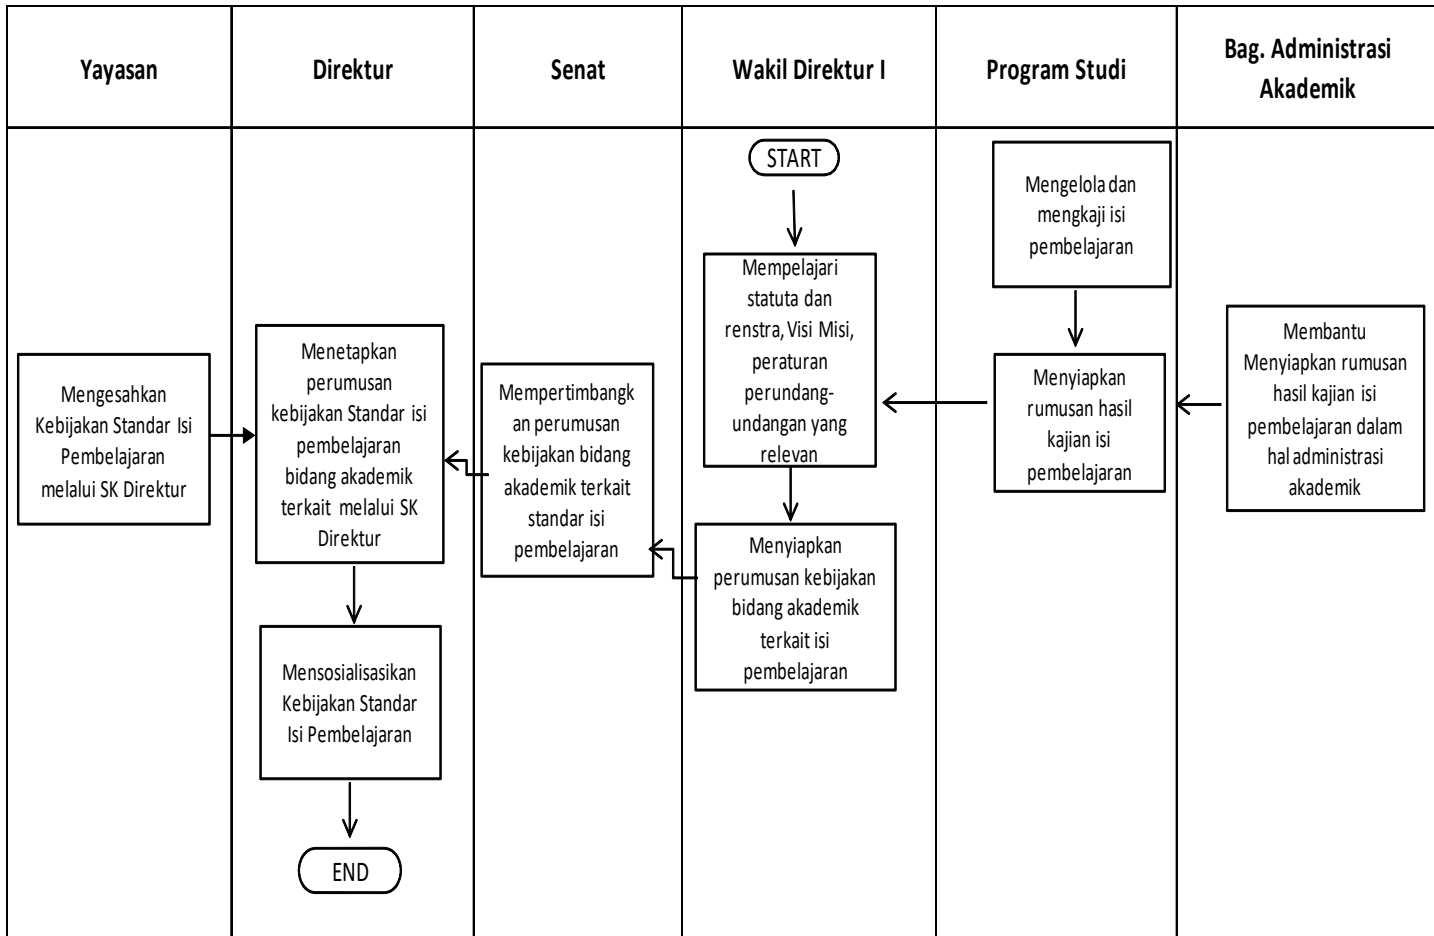 Yayasan
Direktur
Senat
Wakil Direktur I
Program Studi
Bag. Administrasi
Akademik
Mengesahkan
Kebijakan Standar Isi
Pembelajaran
melalui SK Direktur
Menetapkan
perumusan
kebijakan Standar isi
pembelajaran
bidang akademik
terkait melalui SK
Direktur
Mensosialisasikan
Kebijakan Standar
Isi Pembelajaran
END
Mempertimbangk
an perumusan
kebijakan bidang
akademik terkait
standar isi
pembelajaran
START
Mempelajari
statuta dan
renstra, Visi Misi,
peraturan
perundang-
undangan yang
relevan
Menyiapkan
perumusan kebijakan
bidang akademik
terkait isi
pembelajaran
Mengelola dan
mengkaji isi
pembelajaran
Menyiapkan
rumusan hasil
kajian isi
pembelajaran
Membantu
Menyiapkan rumusan
hasil kajian isi
pembelajaran dalam
hal administrasi
akademik